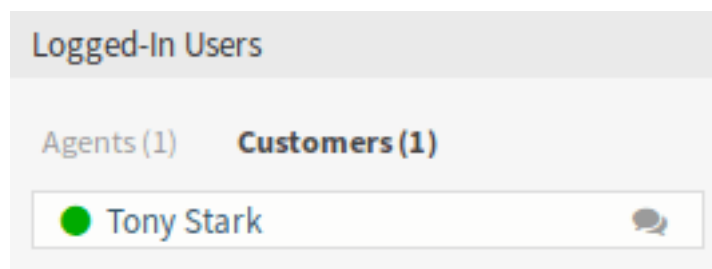 Logged-In Users
Agents (1) Customers (1)
Tony Stark